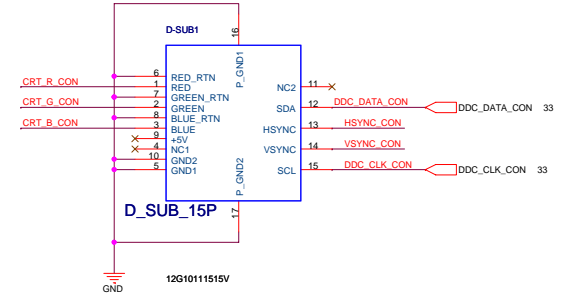 D-SUB1
16
P_GND1
6 RED_RTN
CRT_R_CON 1 RED
7 GREEN_RTN
CRT_G_CON 2 GREEN
8 BLUE_RTN
CRT_B_CON 3 BLUE
9 +5V
4 NC1
10 GND2
5 GND1
NC2 11
SDA 12 DDC_DATA_CON DDC_DATA_CON 33
HSYNC 13 HSYNC_CON
VSYNC 14 VSYNC_CON
SCL 15 DDC_CLK_CON DDC_CLK_CON 33
P_GND2
17
D_SUB_15P
12G10111515V
GND